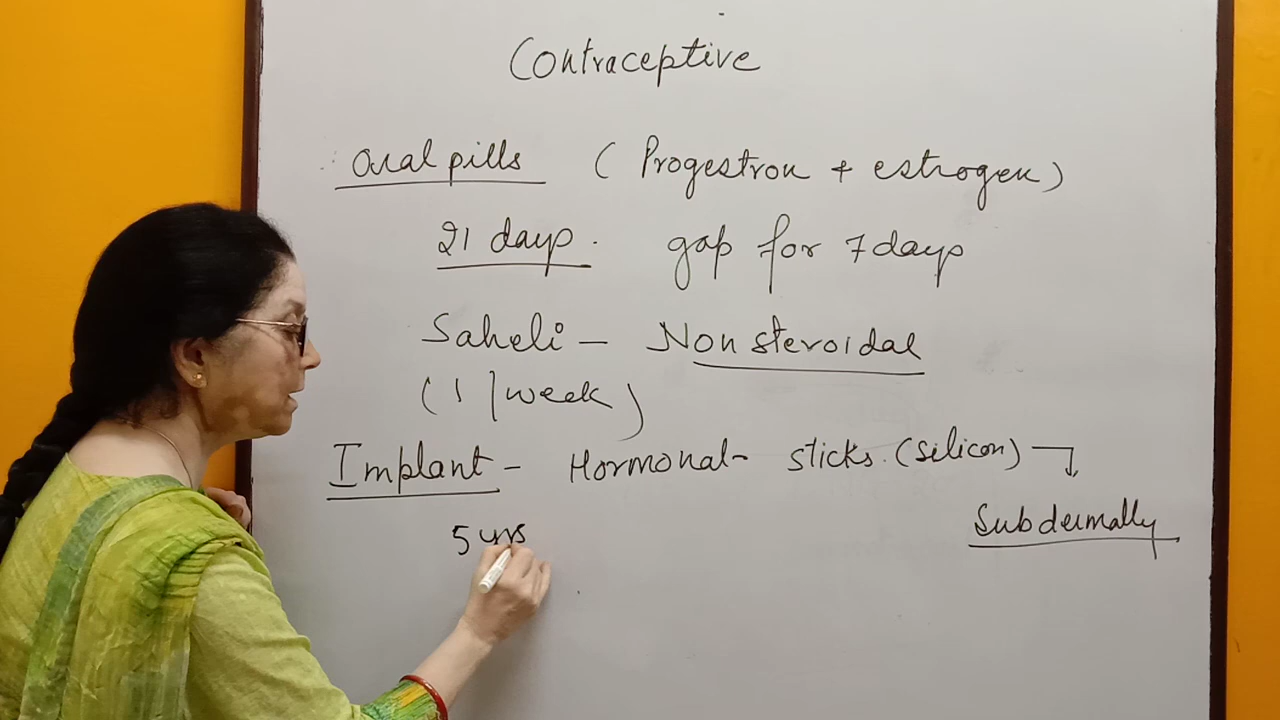 Contraceptive
Oral pills ( Progestron + estrogen )
21 days. gap for 7 days
Saheli - Non steroidal
( 1 / week )
Implant - Hormonal - sticks. (silicon)
Subdermally
5 yrs